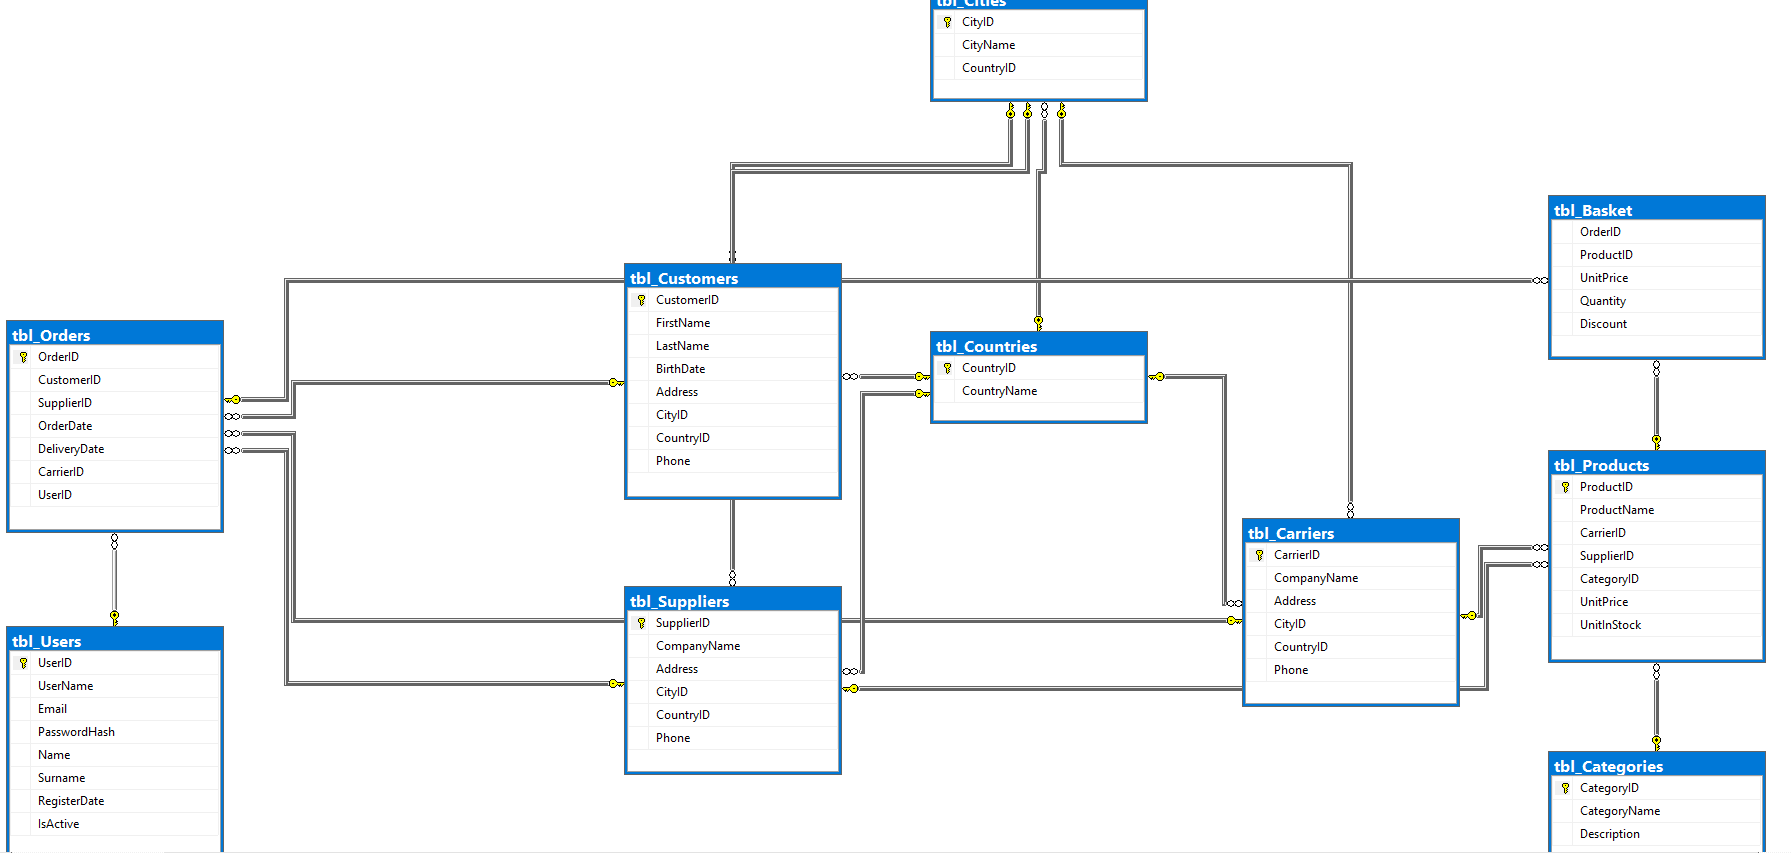 tbl_Cities
CityID
CityName
CountryID
tbl_Basket
OrderID
ProductID
UnitPrice
Quantity
Discount
tbl_Customers
CustomerID
FirstName
LastName
BirthDate
Address
CityID
CountryID
Phone
tbl_Orders
OrderID
CustomerID
SupplierID
OrderDate
DeliveryDate
CarrierID
UserID
tbl_Countries
CountryID
CountryName
tbl_Products
ProductID
ProductName
CarrierID
SupplierID
CategoryID
UnitPrice
UnitInStock
tbl_Carriers
CarrierID
CompanyName
Address
CityID
CountryID
Phone
tbl_Suppliers
SupplierID
CompanyName
Address
CityID
CountryID
Phone
tbl_Users
UserID
UserName
Email
PasswordHash
Name
Surname
RegisterDate
IsActive
tbl_Categories
CategoryID
CategoryName
Description